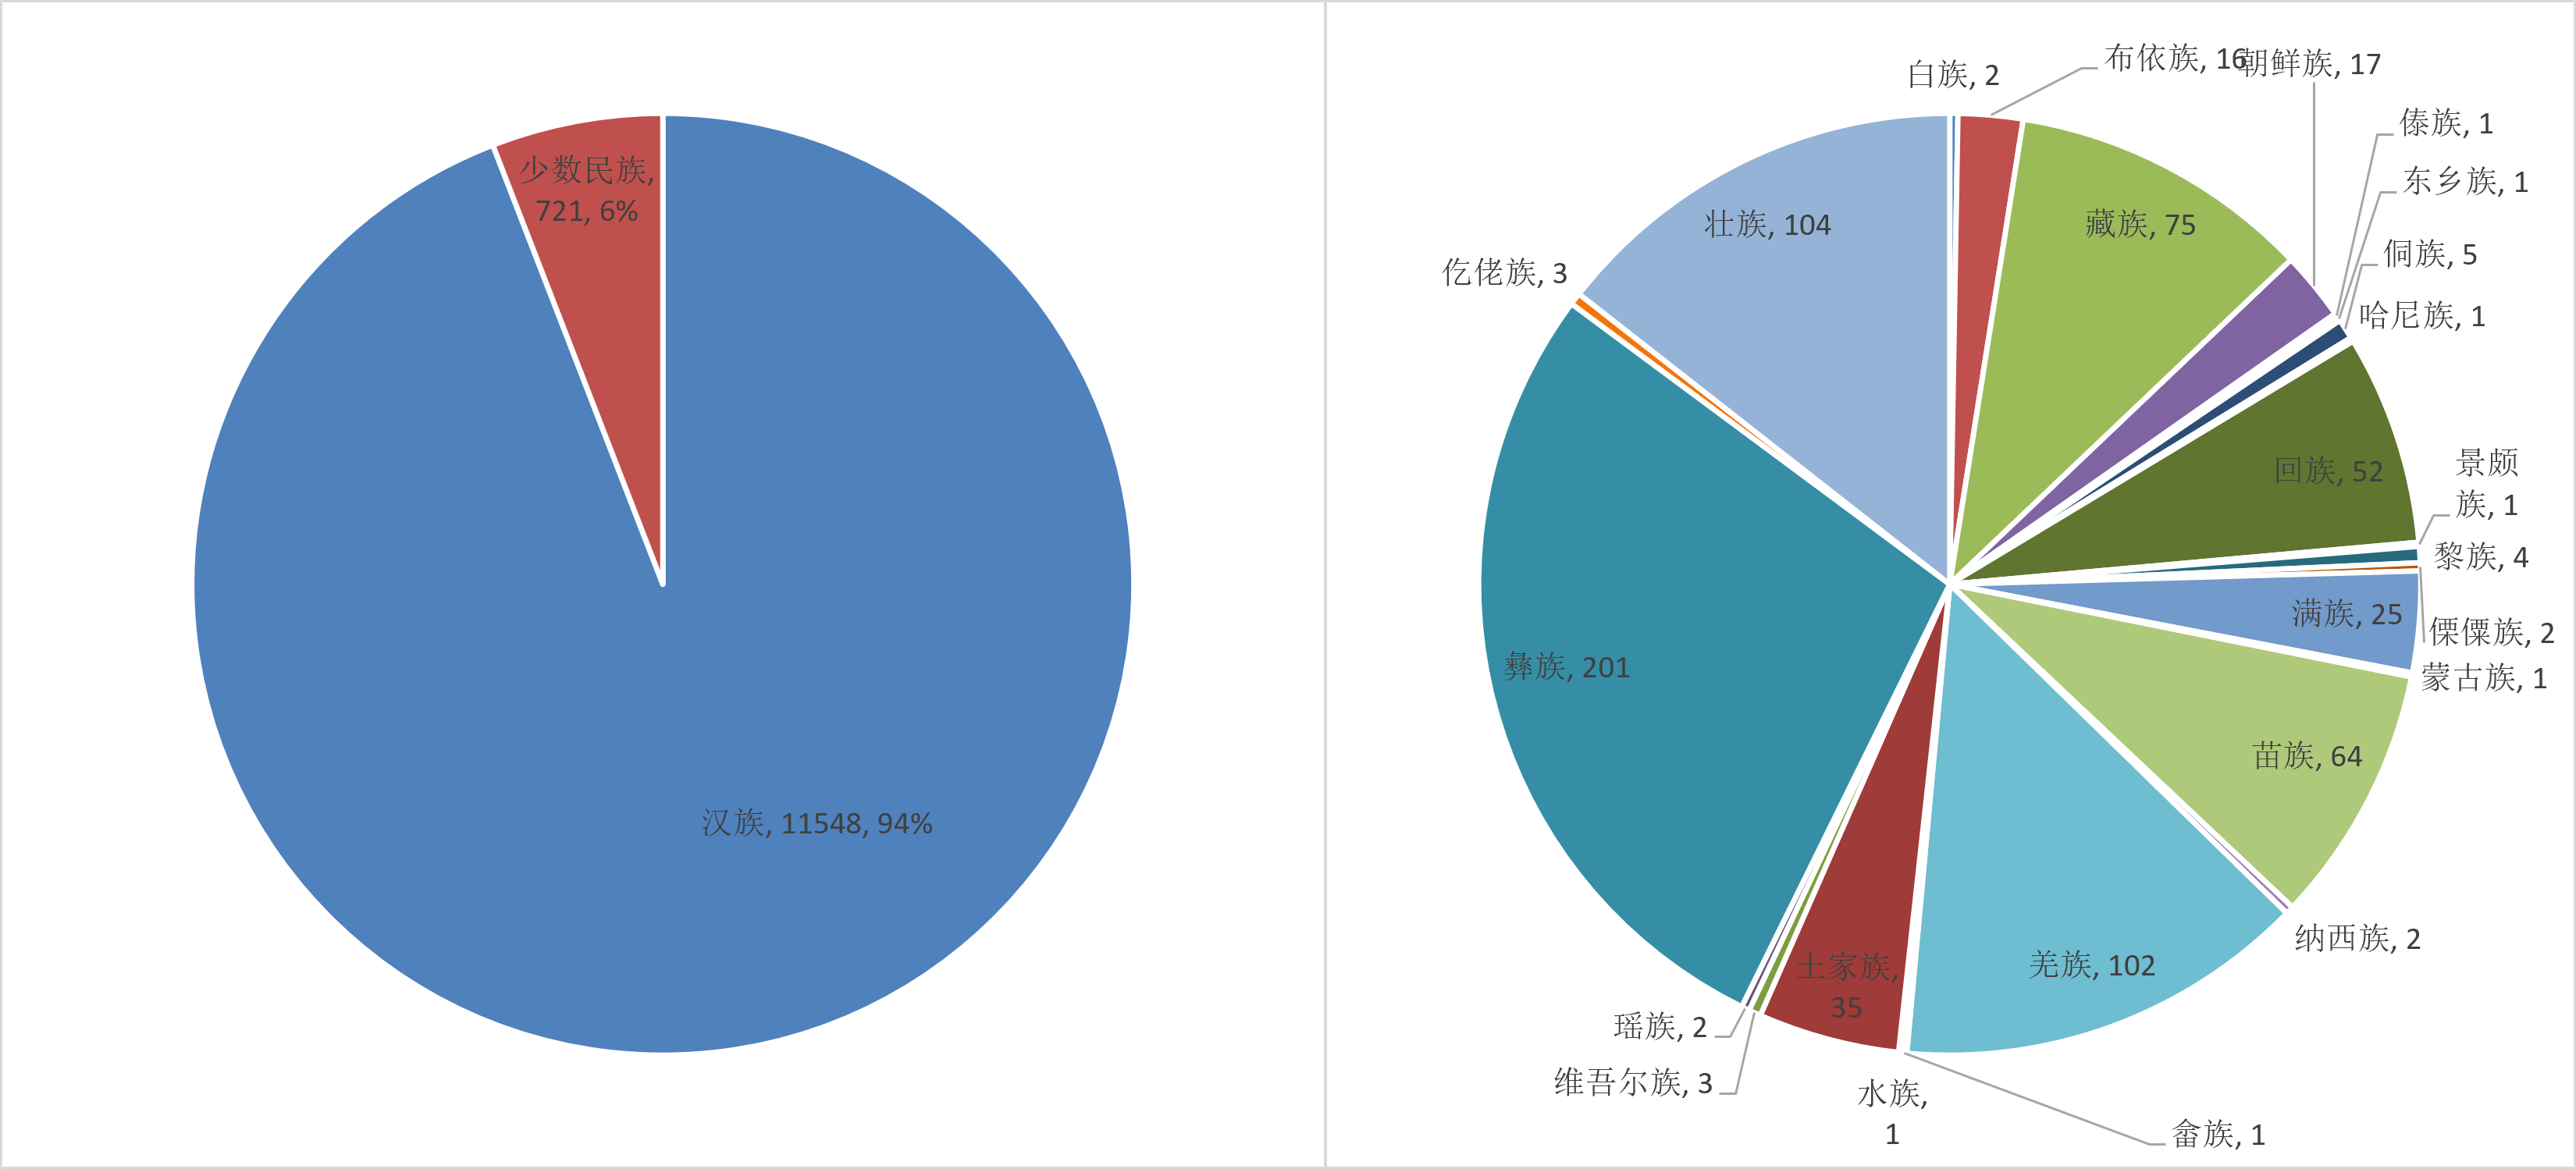 少数民族,
721, 6%
汉族, 11548, 94%
白族, 2
布依族, 16
朝鲜族, 17
傣族, 1
东乡族, 1
侗族, 5
哈尼族, 1
藏族, 75
壮族, 104
仡佬族, 3
回族, 52
景颇
族, 1
黎族, 4
满族, 25
傈僳族, 2
蒙古族, 1
彝族, 201
苗族, 64
纳西族, 2
羌族, 102
土家族,
35
瑶族, 2
维吾尔族, 3
水族,
1
畲族, 1